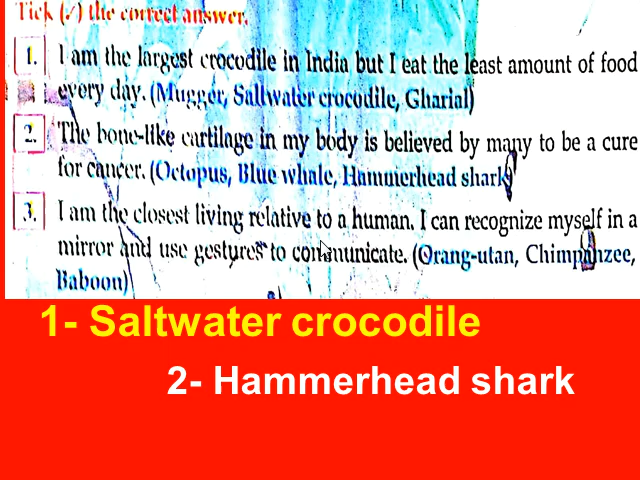 Tick (✓) the correct answer.
1. I am the largest crocodile in India but I eat the least amount of food
every day. (Mugger, Saltwater crocodile, Gharial)
2. The bone-like cartilage in my body is believed by many to be a cure
for cancer. (Octopus, Blue whale, Hammerhead shark)
3. I am the closest living relative to a human. I can recognize myself in a
mirror and use gestures to communicate. (Orang-utan, Chimpanzee,
Baboon)
1- Saltwater crocodile
2- Hammerhead shark